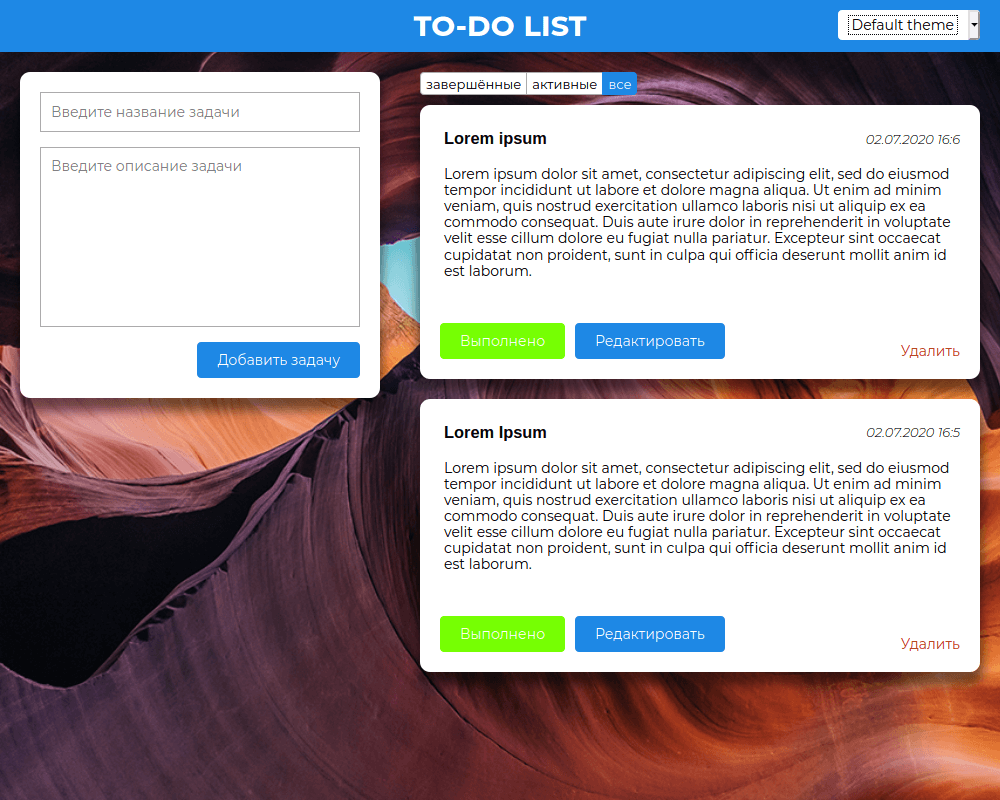 TO-DO LIST
Default theme
Введите название задачи
Введите описание задачи
Добавить задачу
завершённые
активные
все
Lorem ipsum
02.07.2020 16:6
Lorem ipsum dolor sit amet, consectetur adipiscing elit, sed do eiusmod
tempor incididunt ut labore et dolore magna aliqua. Ut enim ad minim
veniam, quis nostrud exercitation ullamco laboris nisi ut aliquip ex ea
commodo consequat. Duis aute irure dolor in reprehenderit in voluptate
velit esse cillum dolore eu fugiat nulla pariatur. Excepteur sint occaecat
cupidatat non proident, sunt in culpa qui officia deserunt mollit anim id
est laborum.
Выполнено
Редактировать
Удалить
Lorem Ipsum
02.07.2020 16:5
Lorem ipsum dolor sit amet, consectetur adipiscing elit, sed do eiusmod
tempor incididunt ut labore et dolore magna aliqua. Ut enim ad minim
veniam, quis nostrud exercitation ullamco laboris nisi ut aliquip ex ea
commodo consequat. Duis aute irure dolor in reprehenderit in voluptate
velit esse cillum dolore eu fugiat nulla pariatur. Excepteur sint occaecat
cupidatat non proident, sunt in culpa qui officia deserunt mollit anim id
est laborum.
Выполнено
Редактировать
Удалить